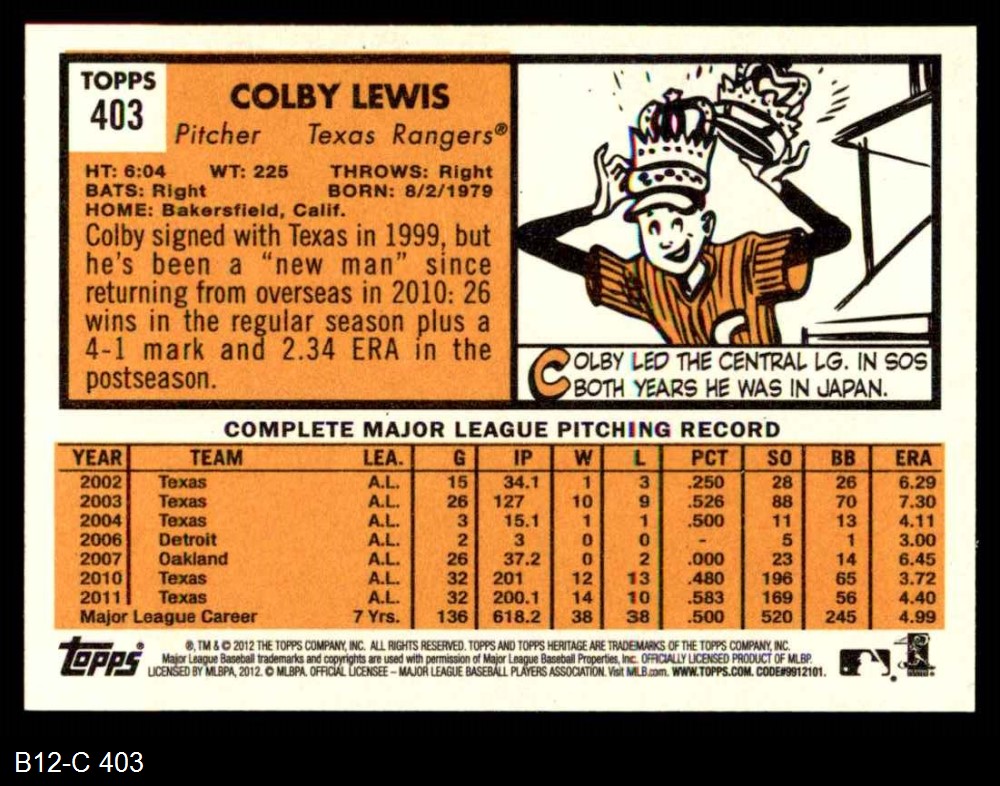 TOPPS
403
COLBY LEWIS
Pitcher Texas Rangers®
HT: 6:04 WT: 225 THROWS: Right
BATS: Right BORN: 8/2/1979
HOME: Bakersfield, Calif.
Colby signed with Texas in 1999, but
he's been a "new man" since
returning from overseas in 2010: 26
wins in the regular season plus a
4-1 mark and 2.34 ERA in the
postseason.
C
COLBY LED THE CENTRAL LG. IN SOS
BOTH YEARS HE WAS IN JAPAN.
COMPLETE MAJOR LEAGUE PITCHING RECORD
YEAR TEAM LEA. G IP W L PCT SO BB ERA
2002 Texas A.L. 15 34.1 1 3 .250 28 26 6.29
2003 Texas A.L. 26 127 10 9 .526 88 70 7.30
2004 Texas A.L. 3 15.1 1 1 .500 11 13 4.11
2006 Detroit A.L. 2 3 0 0 - 5 1 3.00
2007 Oakland A.L. 26 37.2 0 2 .000 23 14 6.45
2010 Texas A.L. 32 201 12 13 .480 196 65 3.72
2011 Texas A.L. 32 200.1 14 10 .583 169 56 4.40
Major League Career 7 Yrs. 136 618.2 38 38 .500 520 245 4.99
Topps
®, TM & © 2012 THE TOPPS COMPANY, INC. ALL RIGHTS RESERVED. TOPPS AND TOPPS HERITAGE ARE TRADEMARKS OF THE TOPPS COMPANY, INC.
Major League Baseball trademarks and copyrights are used with permission of Major League Baseball Properties, Inc. OFFICIALLY LICENSED PRODUCT OF MLBP.
LICENSED BY MLBPA, 2012. © MLBPA. OFFICIAL LICENSEE – MAJOR LEAGUE BASEBALL PLAYERS ASSOCIATION. Visit MLB.com. WWW.TOPPS.COM. CODE#9912101.
B12-C 403